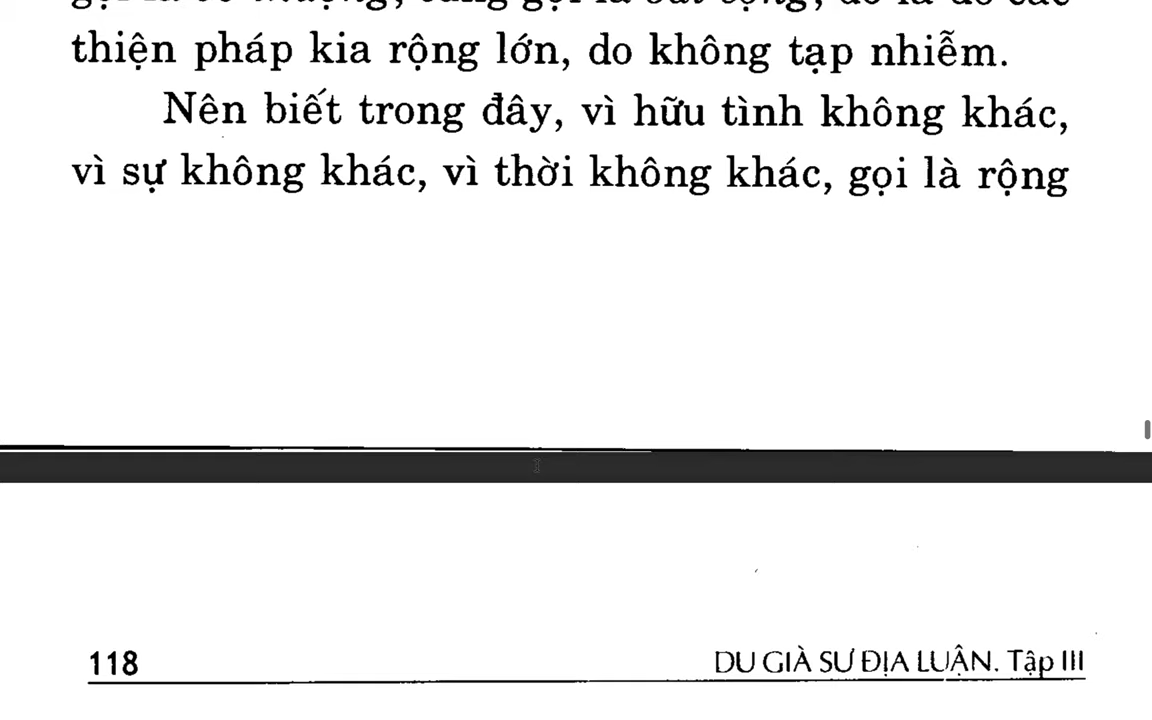 thiện pháp kia rộng lớn, do không tạp nhiễm.
Nên biết trong đây, vì hữu tình không khác,
vì sự không khác, vì thời không khác, gọi là rộng
118 DU GIÀ SƯ ĐỊA LUẬN. Tập III